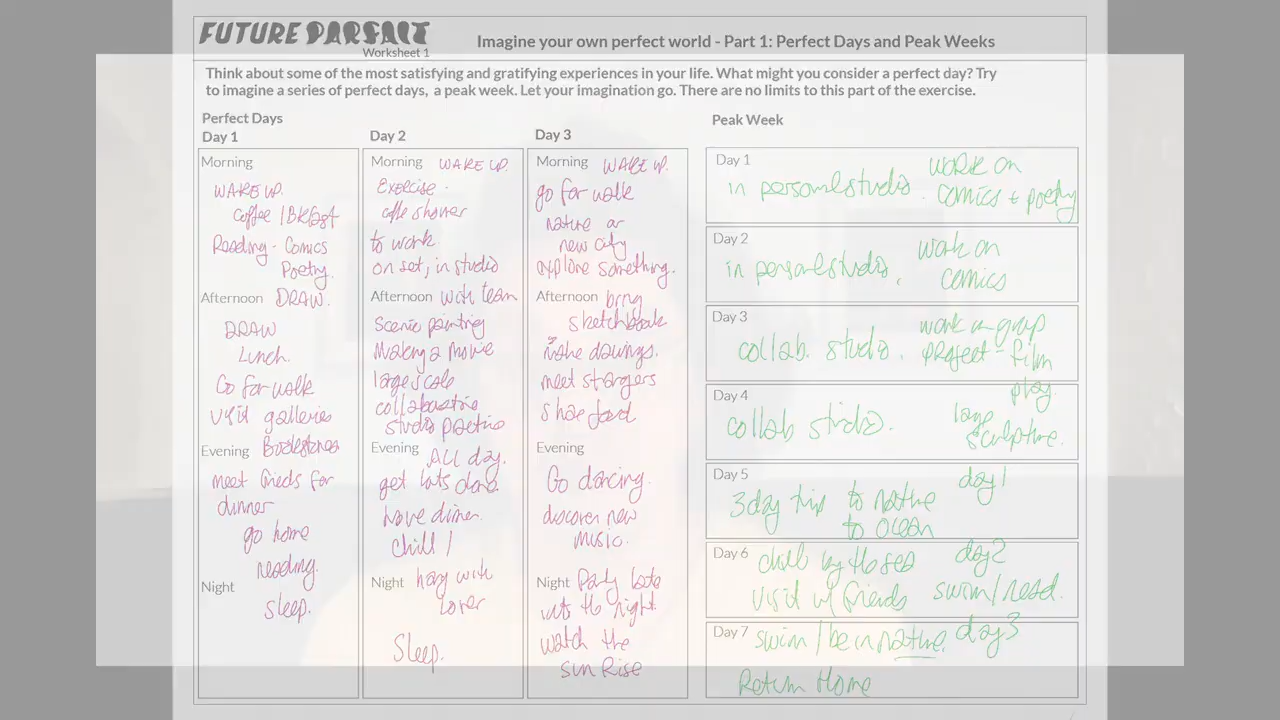 FUTURE PARFAIT
Worksheet 1
Imagine your own perfect world - Part 1: Perfect Days and Peak Weeks
Think about some of the most satisfying and gratifying experiences in your life. What might you consider a perfect day? Try
to imagine a series of perfect days, a peak week. Let your imagination go. There are no limits to this part of the exercise.
Perfect Days
Day 1
Morning
WAKE UP.
coffee / Bkfast
Reading - Comics
Poetry.
Afternoon DRAW.
DRAW
Lunch.
Go for walk
visit galleries
Bookstores
Evening
meet friends for
dinner
go home
reading.
Night
sleep.
Day 2
Morning WAKE UP.
Exercise.
coffe shower
to work
on set, in studio
Afternoon with team
Scenic painting
Making a movie
large scale
collaborative
studio practice
Evening ALL day.
get lots done.
have dinner.
chill /
Night hang with
lover
Sleep.
Day 3
Morning WAKE UP.
go for walk
nature or
new city
explore something.
Afternoon bring
sketchbook
make drawings.
meet strangers
share food
Evening
Go dancing.
discover new
music.
Night Party late
into the night.
watch the
sun Rise
Peak Week
Day 1
in personal studio. work on
comics + poetry
Day 2
in personal studio. work on
comics
Day 3
collab. studio. work on group
project - film
play.
Day 4
collab studio. large
sculpture.
Day 5
3 day trip to nature day 1
to ocean
Day 6
chill by the sea day 2
visit w/ friends swim / read.
Day 7
swim / be in nature. day 3
Return Home